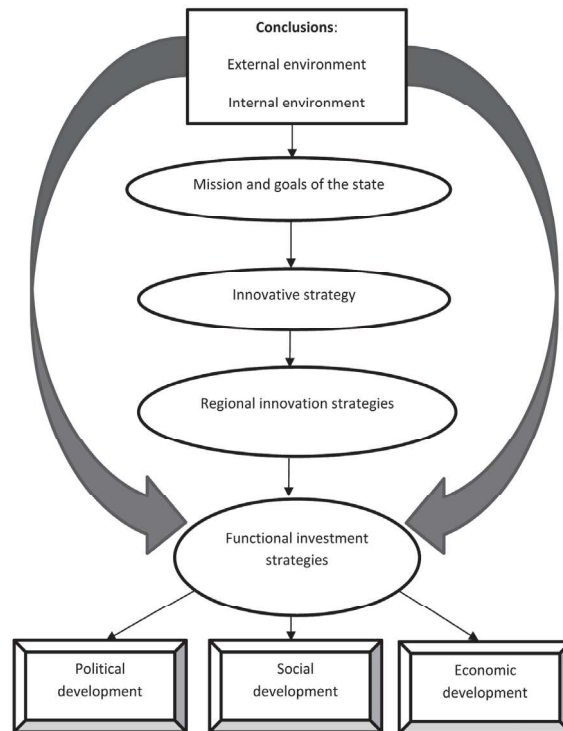 Conclusions:
External environment
Internal environment
Mission and goals of the state
Innovative strategy
Regional innovation strategies
Functional investment
strategies
Political
development
Social
development
Economic
development